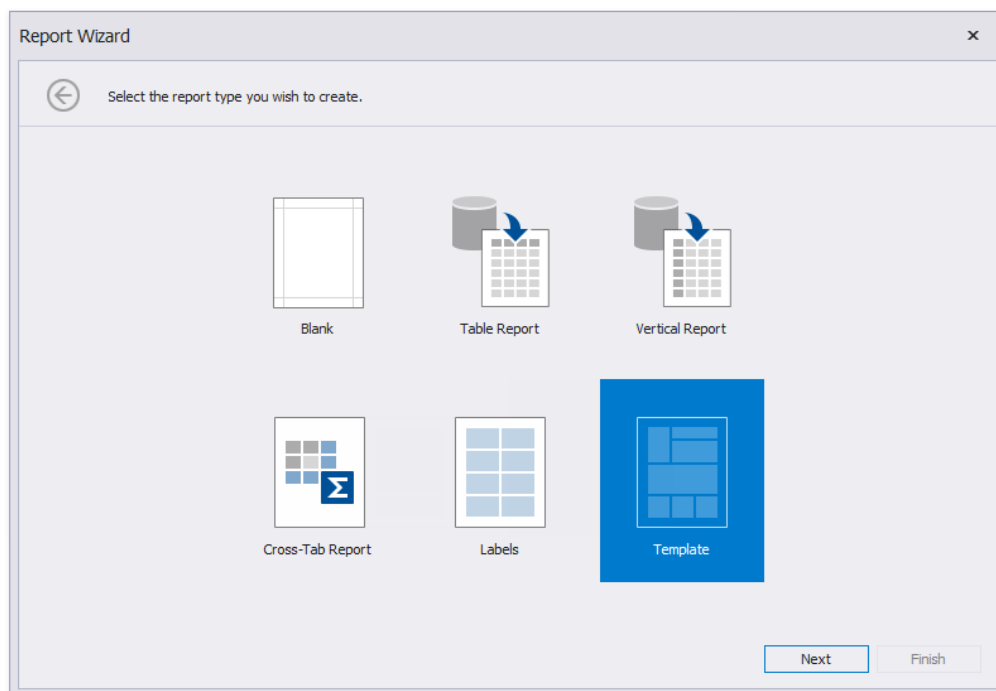 Report Wizard
Select the report type you wish to create.
Blank
Table Report
Vertical Report
Cross-Tab Report
Labels
Template
Next
Finish